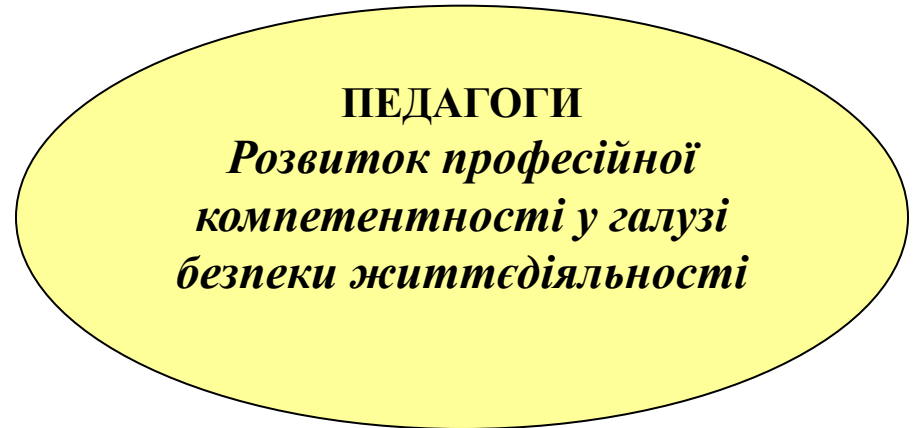 ПЕДАГОГИ
Розвиток професійної
компетентності у галузі
безпеки життєдіяльності